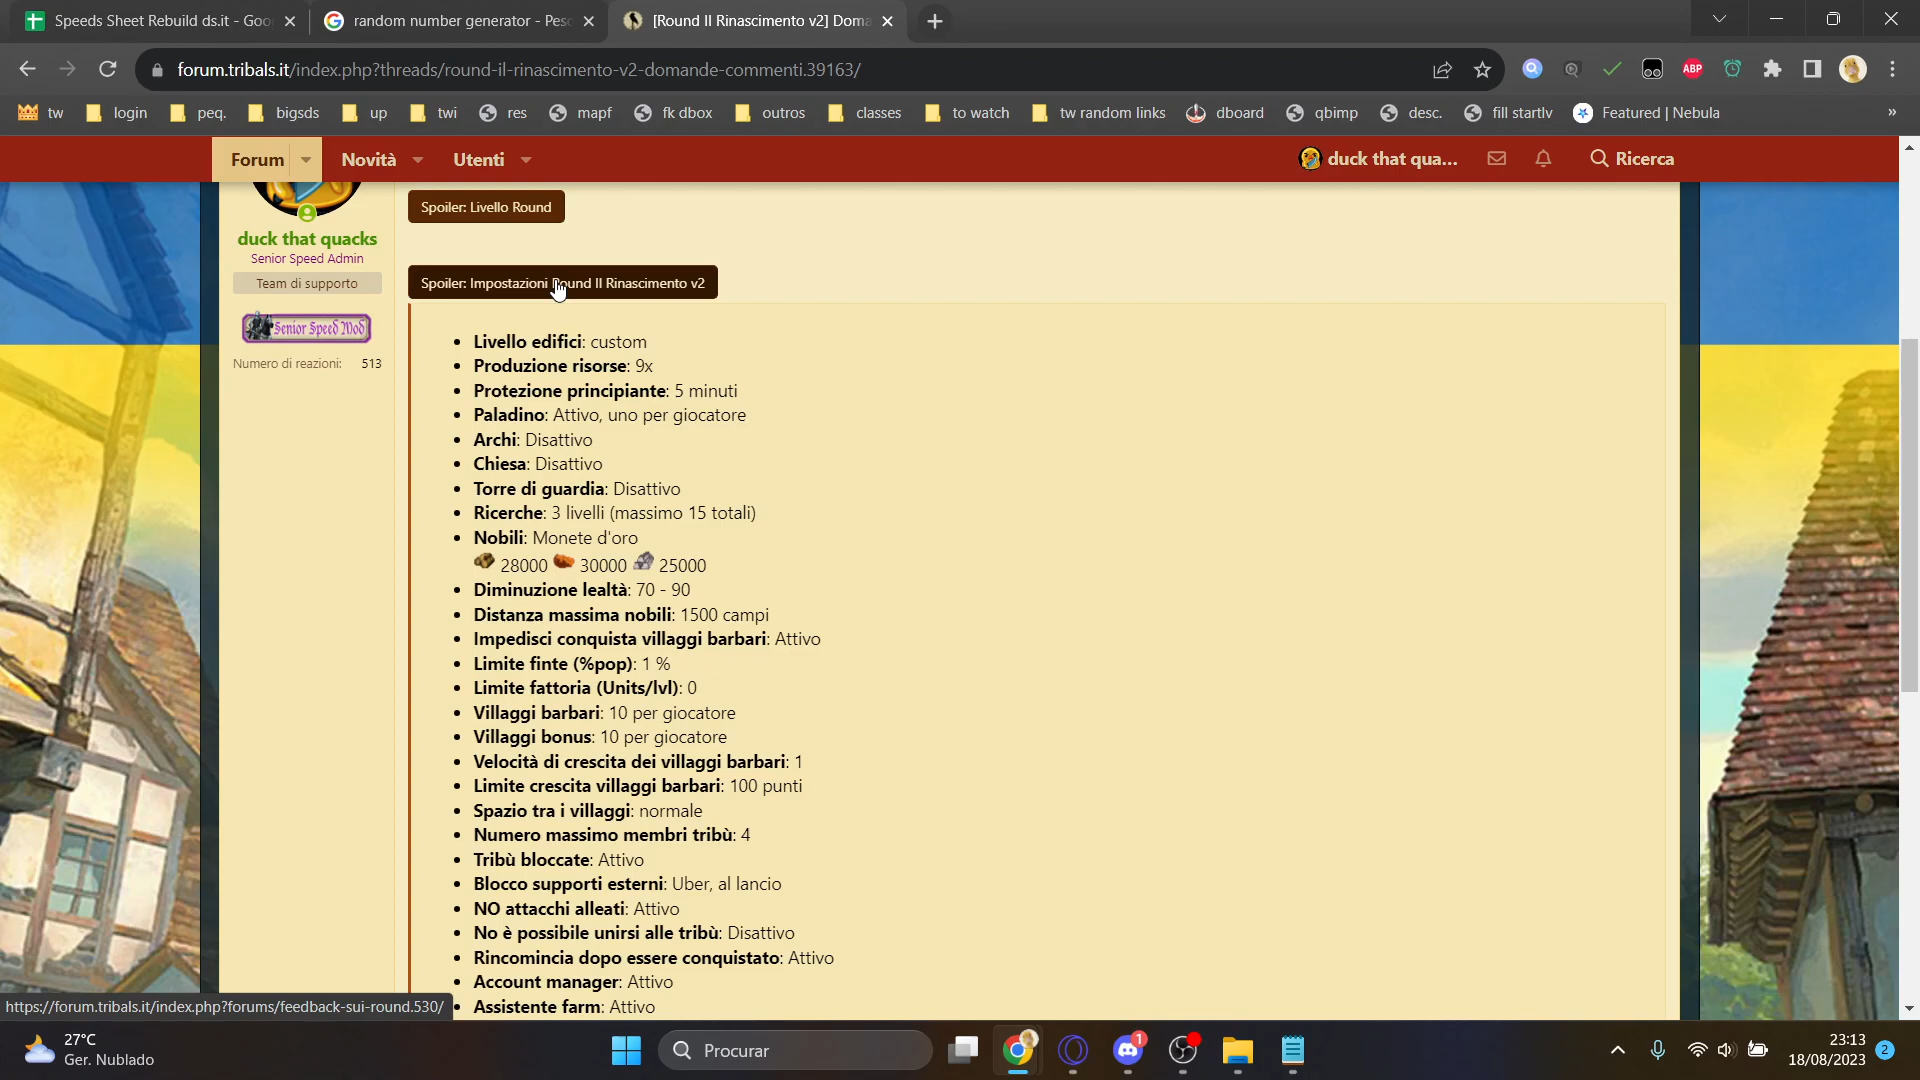 Speeds Sheet Rebuild ds.it - Goo
random number generator - Pesc
[Round Il Rinascimento v2] Doma
forum.tribals.it/index.php?threads/round-il-rinascimento-v2-domande-commenti.39163/
tw login peq. bigsds up twi res mapf fk dbox outros classes to watch tw random links dboard qbimp desc. fill startlv Featured | Nebula »
ABP
Forum Novità Utenti duck that qua... Ricerca
duck that quacks
Senior Speed Admin
Team di supporto
Senior Speed Mod
Numero di reazioni: 513
Spoiler: Livello Round
Spoiler: Impostazioni Round Il Rinascimento v2
• Livello edifici: custom
• Produzione risorse: 9x
• Protezione principiante: 5 minuti
• Paladino: Attivo, uno per giocatore
• Archi: Disattivo
• Chiesa: Disattivo
• Torre di guardia: Disattivo
• Ricerche: 3 livelli (massimo 15 totali)
• Nobili: Monete d'oro
28000 30000 25000
• Diminuzione lealtà: 70 - 90
• Distanza massima nobili: 1500 campi
• Impedisci conquista villaggi barbari: Attivo
• Limite finte (%pop): 1 %
• Limite fattoria (Units/lvl): 0
• Villaggi barbari: 10 per giocatore
• Villaggi bonus: 10 per giocatore
• Velocità di crescita dei villaggi barbari: 1
• Limite crescita villaggi barbari: 100 punti
• Spazio tra i villaggi: normale
• Numero massimo membri tribù: 4
• Tribù bloccate: Attivo
• Blocco supporti esterni: Uber, al lancio
• NO attacchi alleati: Attivo
• No è possibile unirsi alle tribù: Disattivo
• Rincomincia dopo essere conquistato: Attivo
• Account manager: Attivo
• Assistente farm: Attivo
https://forum.tribals.it/index.php?forums/feedback-sui-round.530/
27°C
Ger. Nublado
Procurar
1
23:13
18/08/2023
2